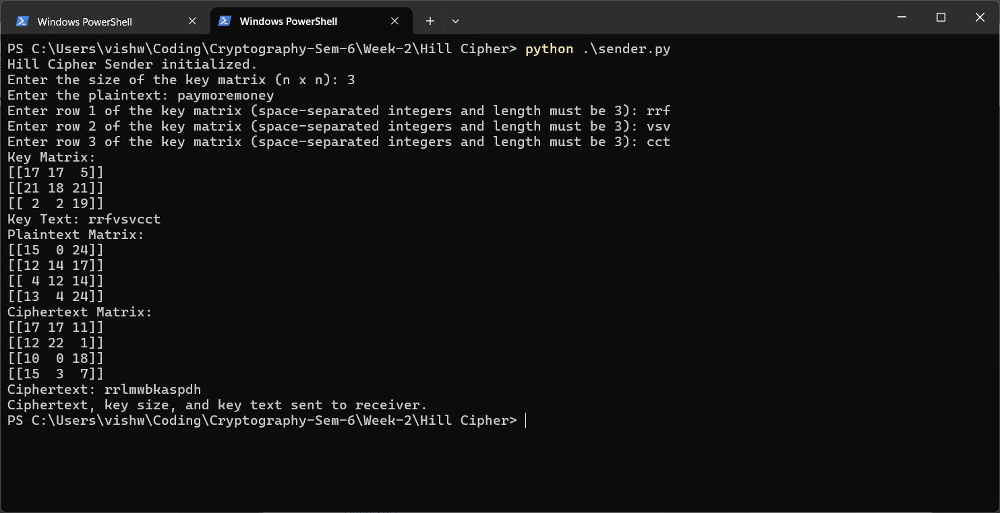 Windows PowerShell Windows PowerShell
PS C:\Users\vishw\Coding\Cryptography-Sem-6\Week-2\Hill Cipher> python .\sender.py
Hill Cipher Sender initialized.
Enter the size of the key matrix (n x n): 3
Enter the plaintext: paymoremoney
Enter row 1 of the key matrix (space-separated integers and length must be 3): rrf
Enter row 2 of the key matrix (space-separated integers and length must be 3): vsv
Enter row 3 of the key matrix (space-separated integers and length must be 3): cct
Key Matrix:
[[17 17  5]]
[[21 18 21]]
[[ 2  2 19]]
Key Text: rrfvsvcct
Plaintext Matrix:
[[15  0 24]]
[[12 14 17]]
[[ 4 12 14]]
[[13  4 24]]
Ciphertext Matrix:
[[17 17 11]]
[[12 22  1]]
[[10  0 18]]
[[15  3  7]]
Ciphertext: rrlmwbkaspdh
Ciphertext, key size, and key text sent to receiver.
PS C:\Users\vishw\Coding\Cryptography-Sem-6\Week-2\Hill Cipher>